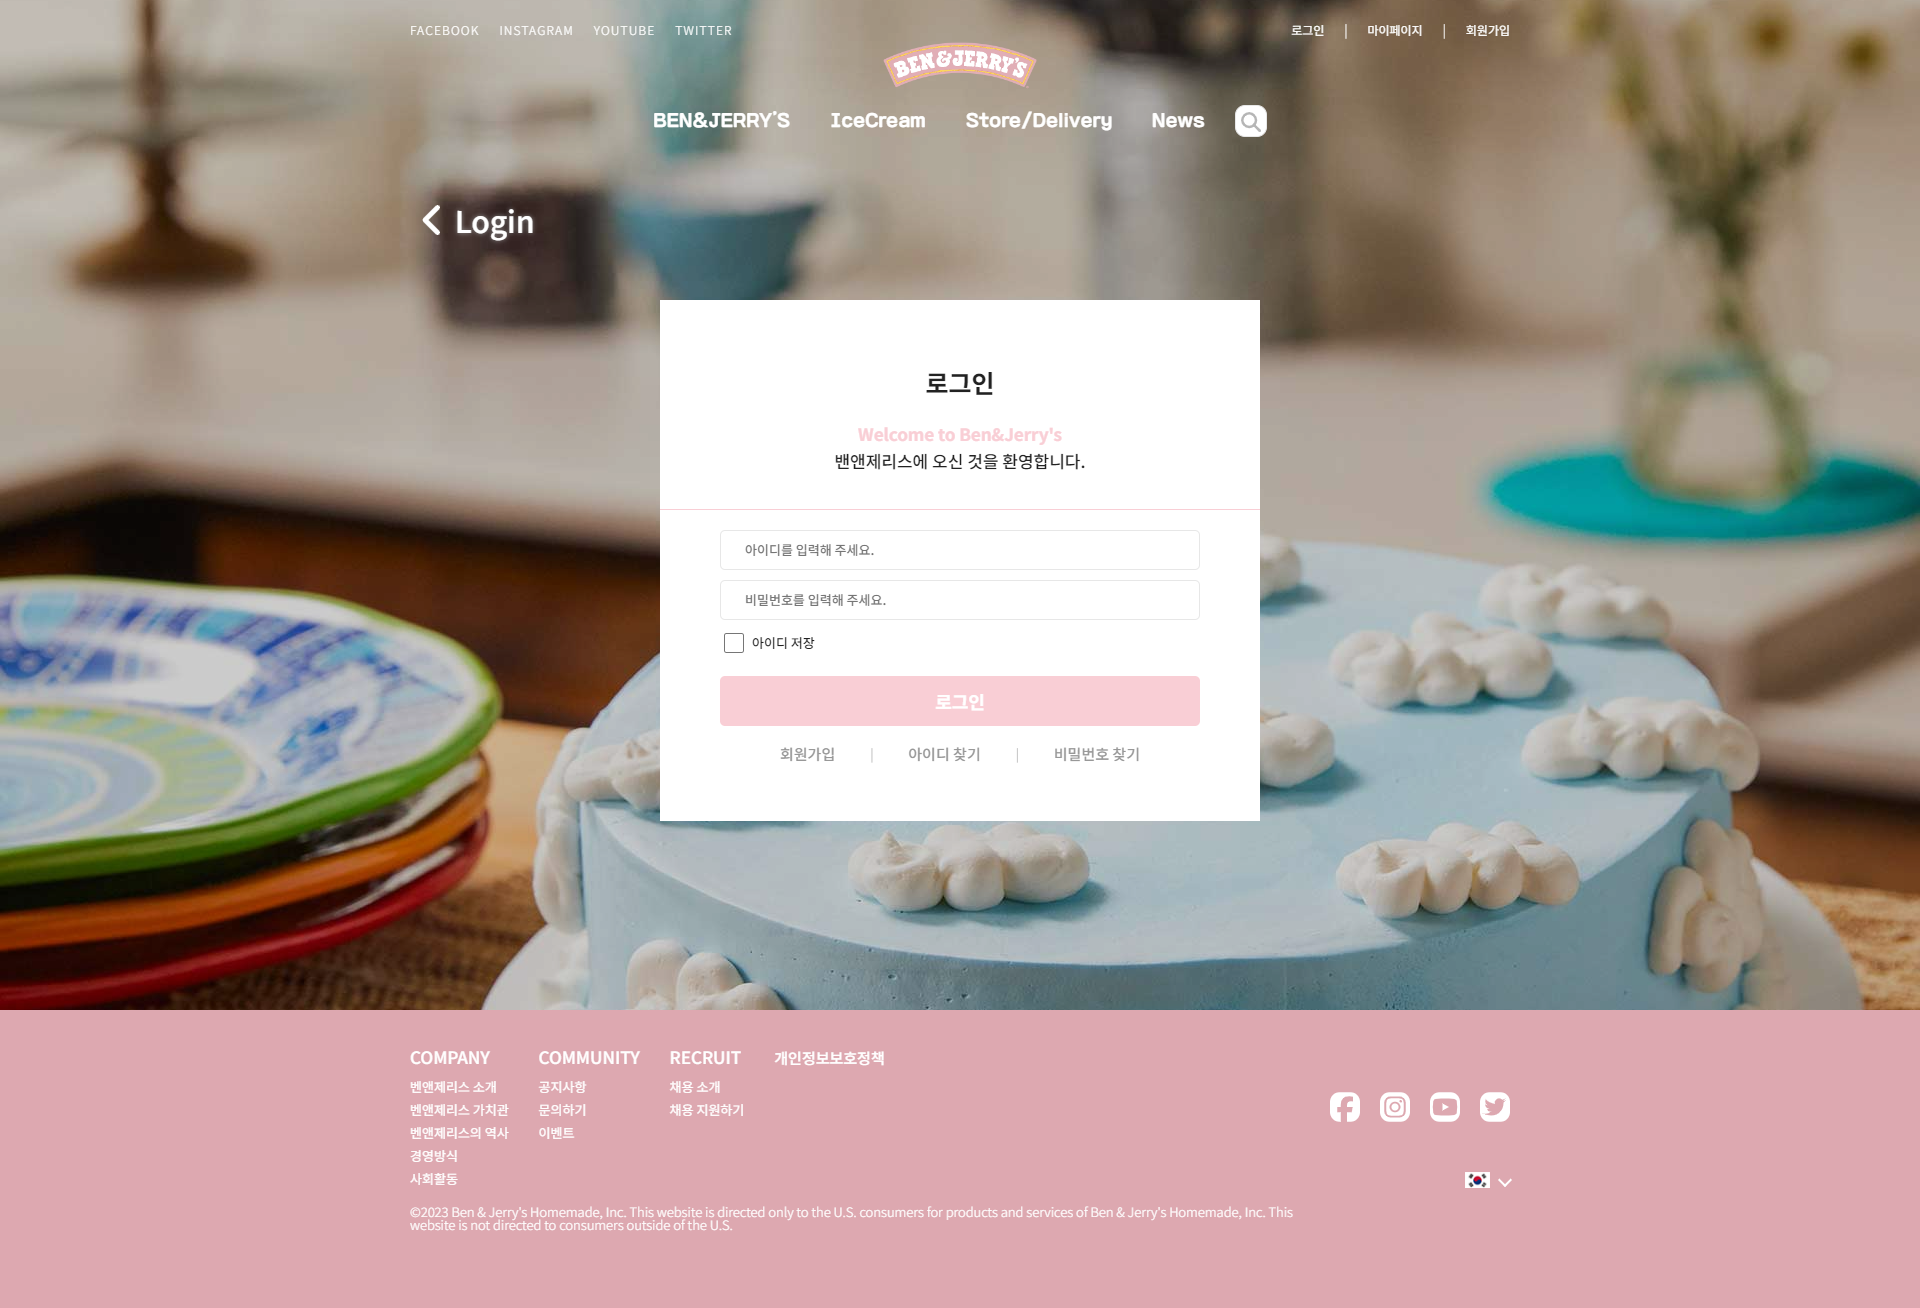 FACEBOOK INSTAGRAM YOUTUBE TWITTER
로그인 | 마이페이지 | 회원가입
BEN&JERRY'S
BEN&JERRY'S IceCream Store/Delivery News
Login
로그인
Welcome to Ben&Jerry's
밴앤제리스에 오신 것을 환영합니다.
아이디를 입력해 주세요.
비밀번호를 입력해 주세요.
아이디 저장
로그인
회원가입 | 아이디 찾기 | 비밀번호 찾기
COMPANY
벤앤제리스 소개
벤앤제리스 가치관
벤앤제리스의 역사
경영방식
사회활동
COMMUNITY
공지사항
문의하기
이벤트
RECRUIT
채용 소개
채용 지원하기
개인정보보호정책
©2023 Ben & Jerry's Homemade, Inc. This website is directed only to the U.S. consumers for products and services of Ben & Jerry's Homemade, Inc. This
website is not directed to consumers outside of the U.S.